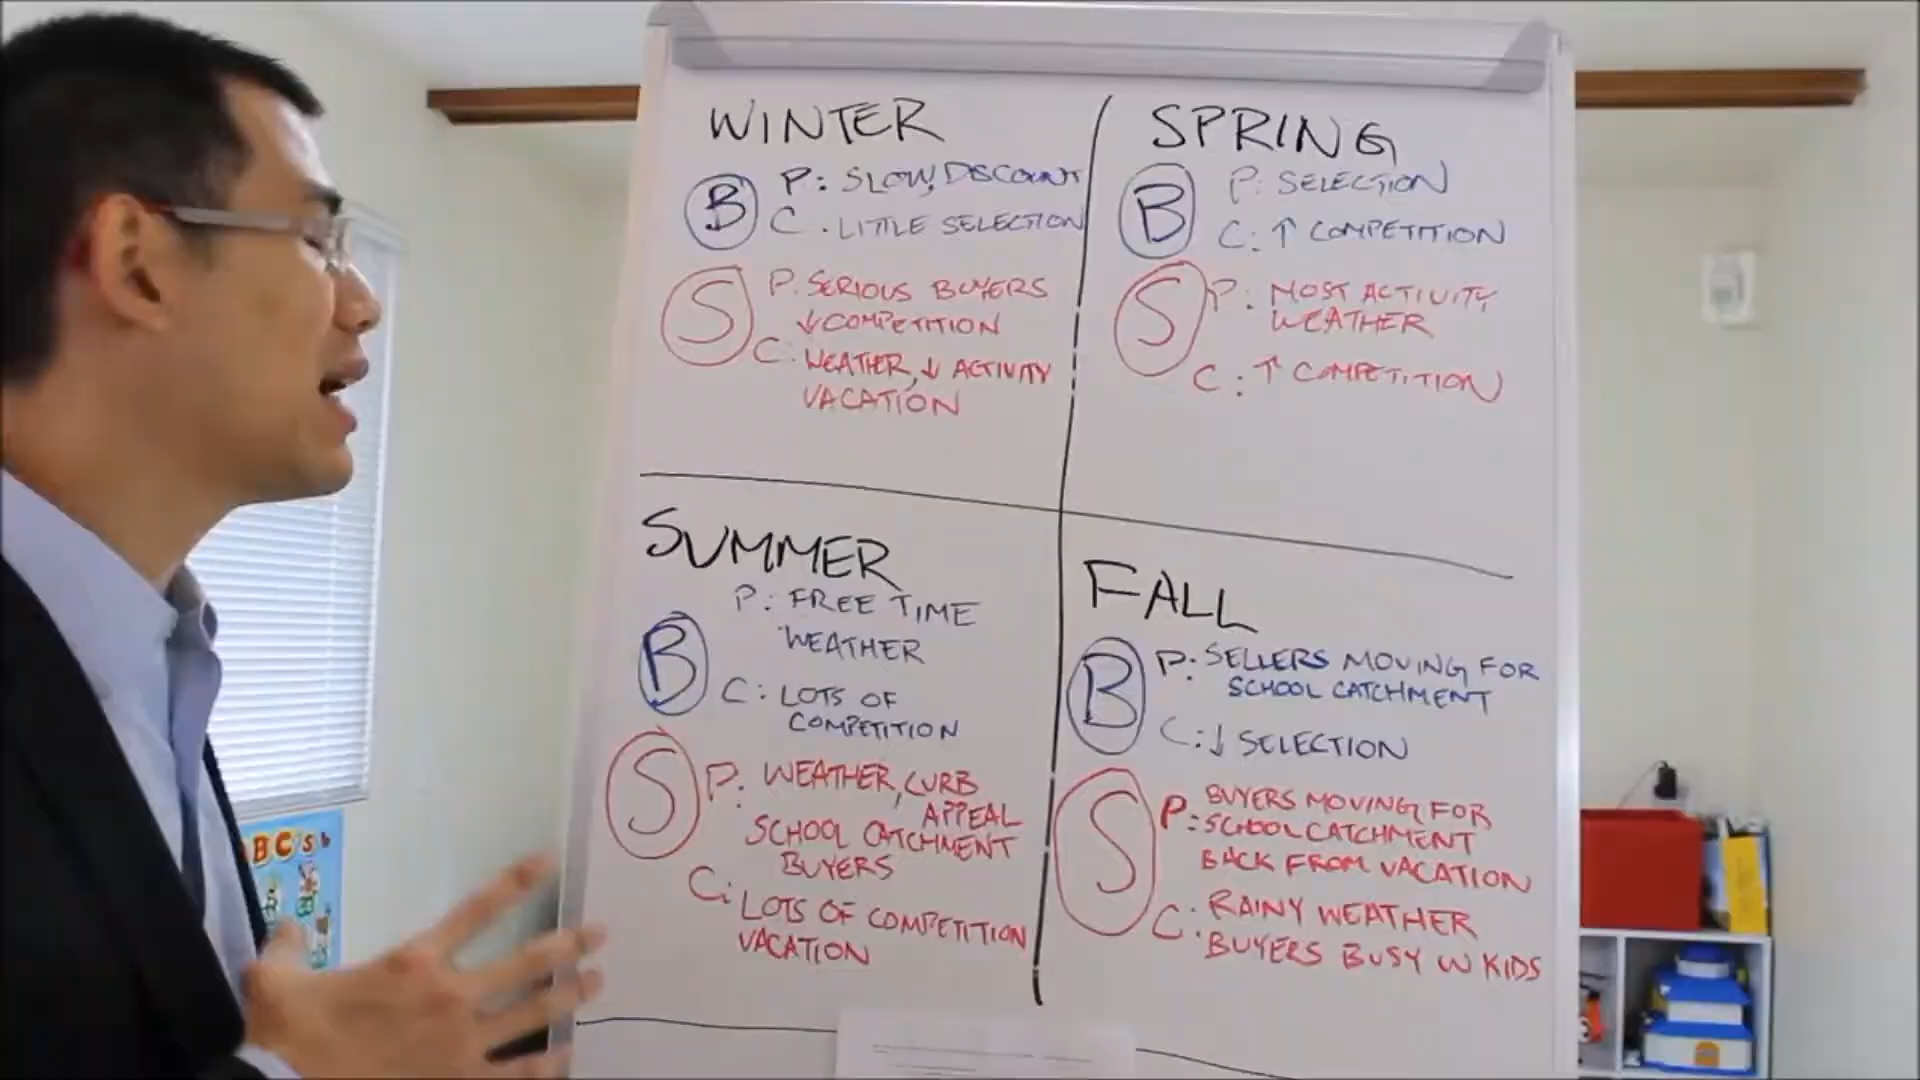 WINTER
B
P: SLOW, DISCOUNT
C. LITTLE SELECTION
S
P. SERIOUS BUYERS
↓ COMPETITION
C. WEATHER, ↓ ACTIVITY
VACATION
SPRING
B
P: SELECTION
C: ↑ COMPETITION
S
P: MOST ACTIVITY
WEATHER
C: ↑ COMPETITION
SUMMER
B
P: FREE TIME
WEATHER
C: LOTS OF
COMPETITION
S
P: WEATHER, CURB
APPEAL
SCHOOL CATCHMENT
BUYERS
C: LOTS OF COMPETITION
VACATION
FALL
B
P: SELLERS MOVING FOR
SCHOOL CATCHMENT
C: ↓ SELECTION
S
P: BUYERS MOVING FOR
SCHOOL CATCHMENT
BACK FROM VACATION
C: RAINY WEATHER
BUYERS BUSY W KIDS
ABC's